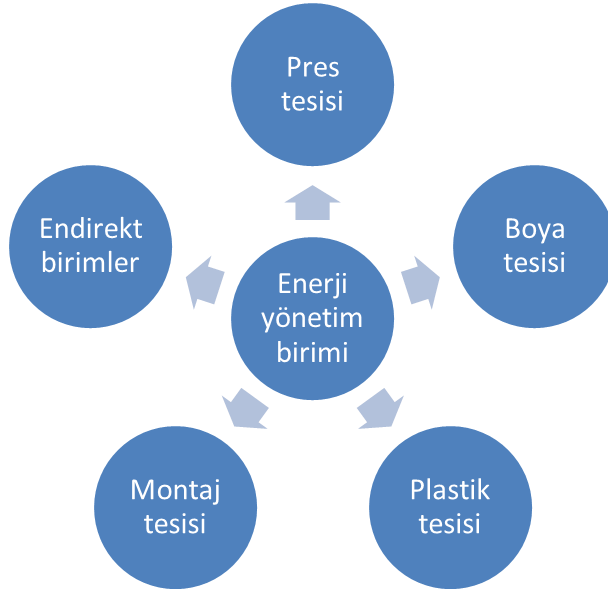 Pres
tesisi
Endirekt
birimler
Boya
tesisi
Enerji
yönetim
birimi
Montaj
tesisi
Plastik
tesisi